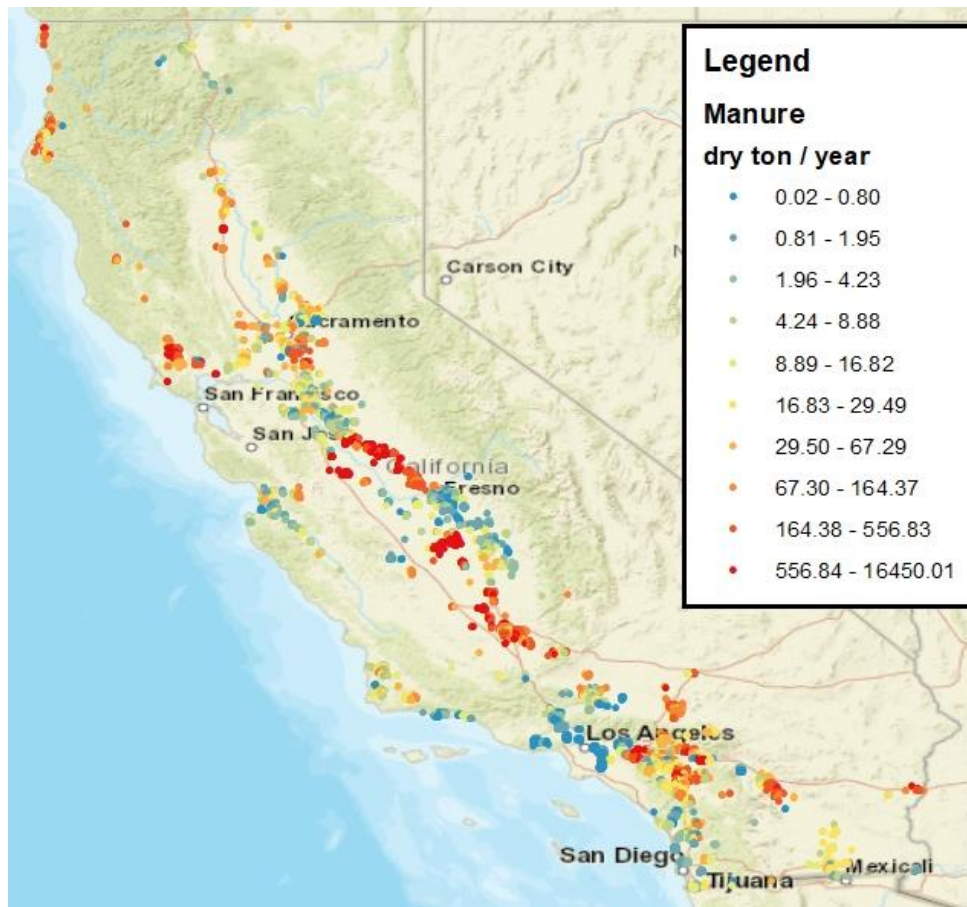 Legend
Manure
dry ton / year
0.02 - 0.80
0.81 - 1.95
1.96 - 4.23
4.24 - 8.88
8.89 - 16.82
16.83 - 29.49
29.50 - 67.29
67.30 - 164.37
164.38 - 556.83
556.84 - 16450.01
Carson City
Sacramento
San Francisco
San Jose
California
Fresno
Los Angeles
San Diego
Mexicali
Tijuana